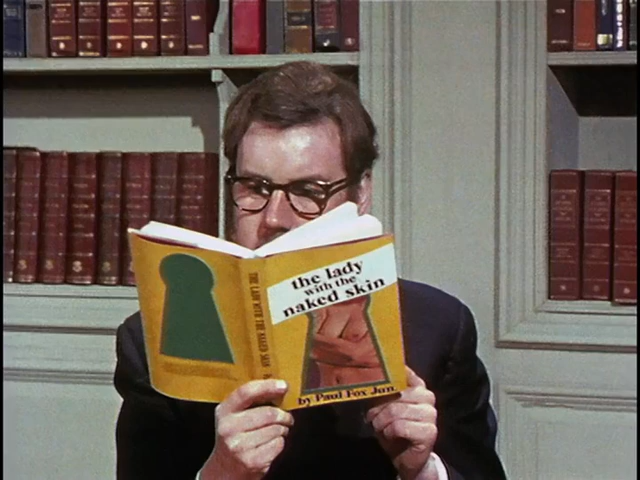 the lady
with the
naked skin
by Paul Fox Jun.
THE LADY WITH THE NAKED SKIN